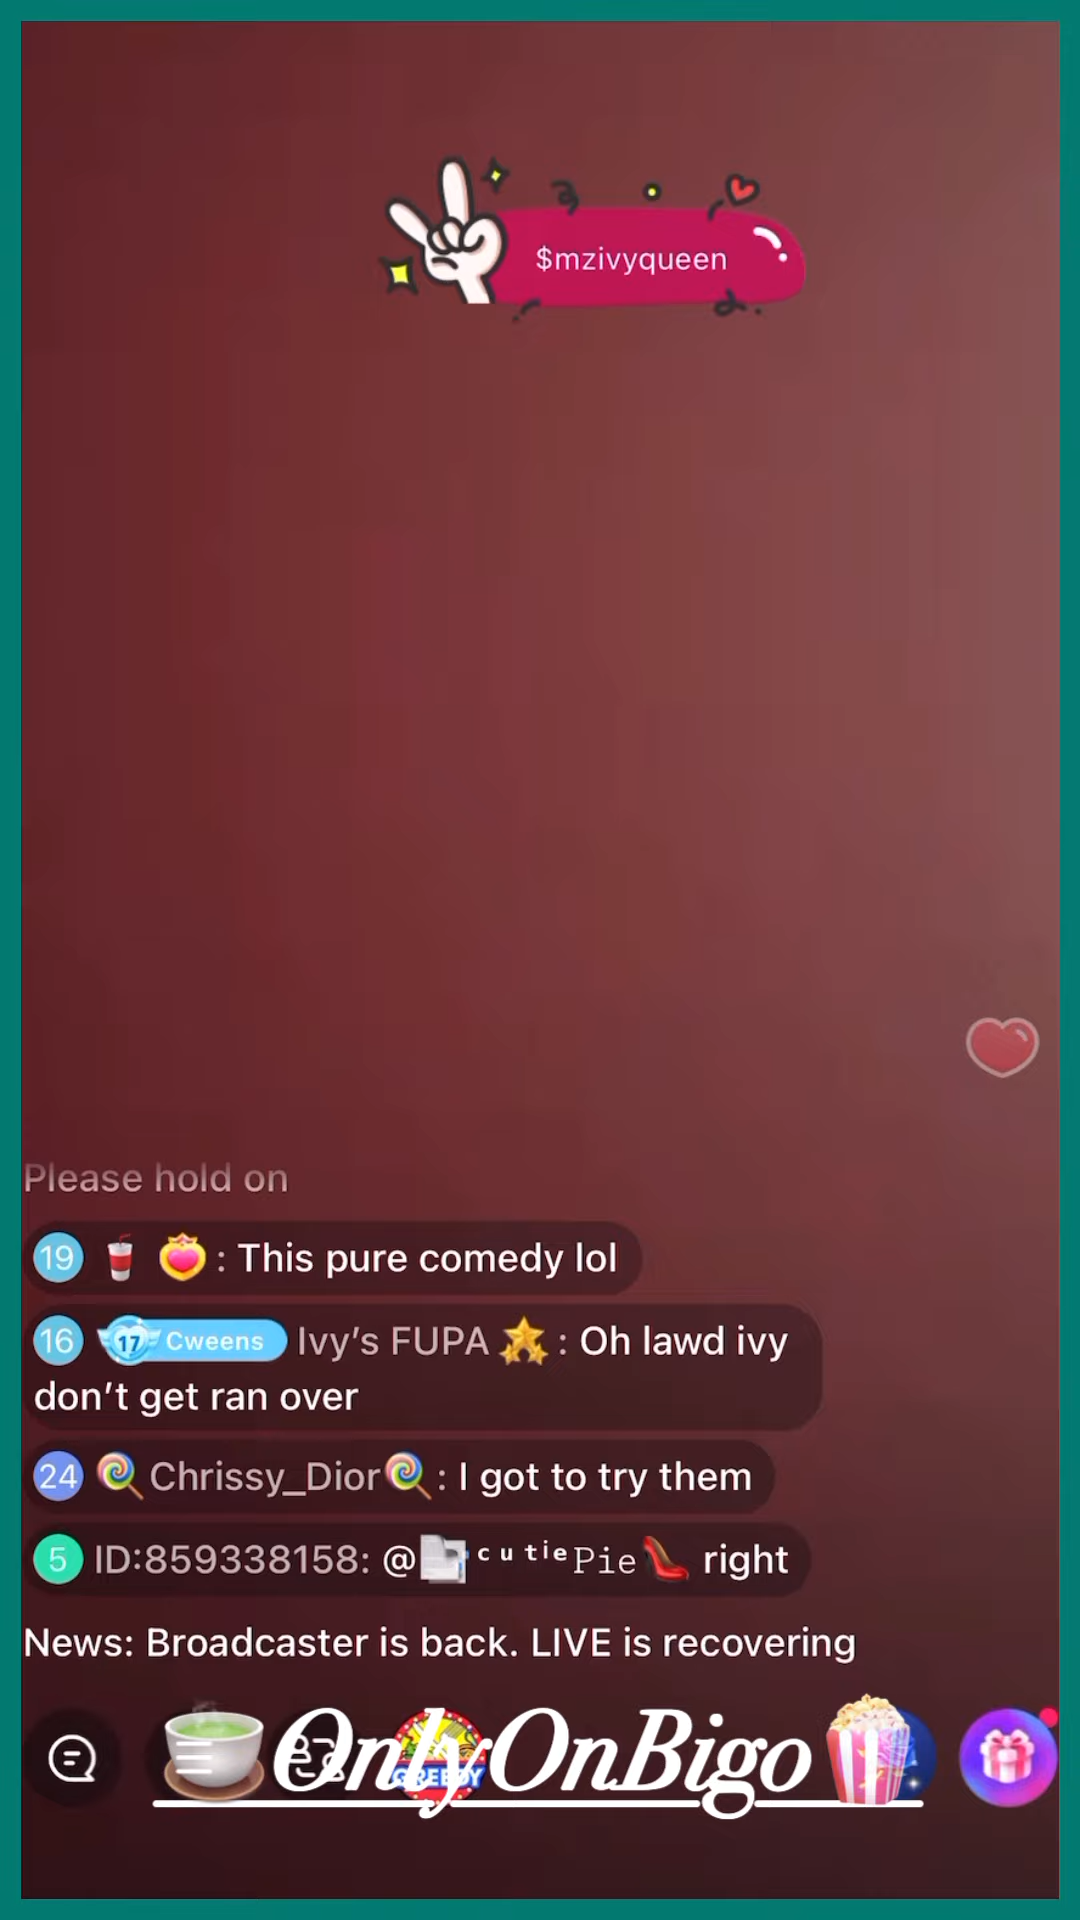 $mzivyqueen
Please hold on
19 🥤 💗 : This pure comedy lol
16 17 Cweens Ivy's FUPA ⭐ : Oh lawd ivy
don't get ran over
24 🍭 Chrissy_Dior🍭 : I got to try them
5 ID:859338158: @ ᶜ ᵘ ᵗⁱᵉPie👠 right
News: Broadcaster is back. LIVE is recovering
🍵 OnlyOnBigo 🍿
GREEDY